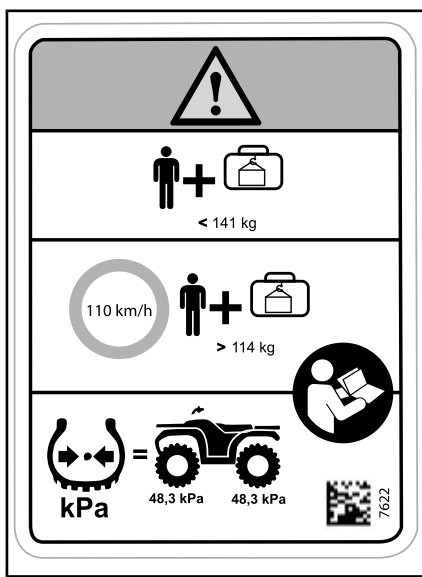 < 141 kg
110 km/h
> 114 kg
kPa
=
48,3 kPa 48,3 kPa
7622